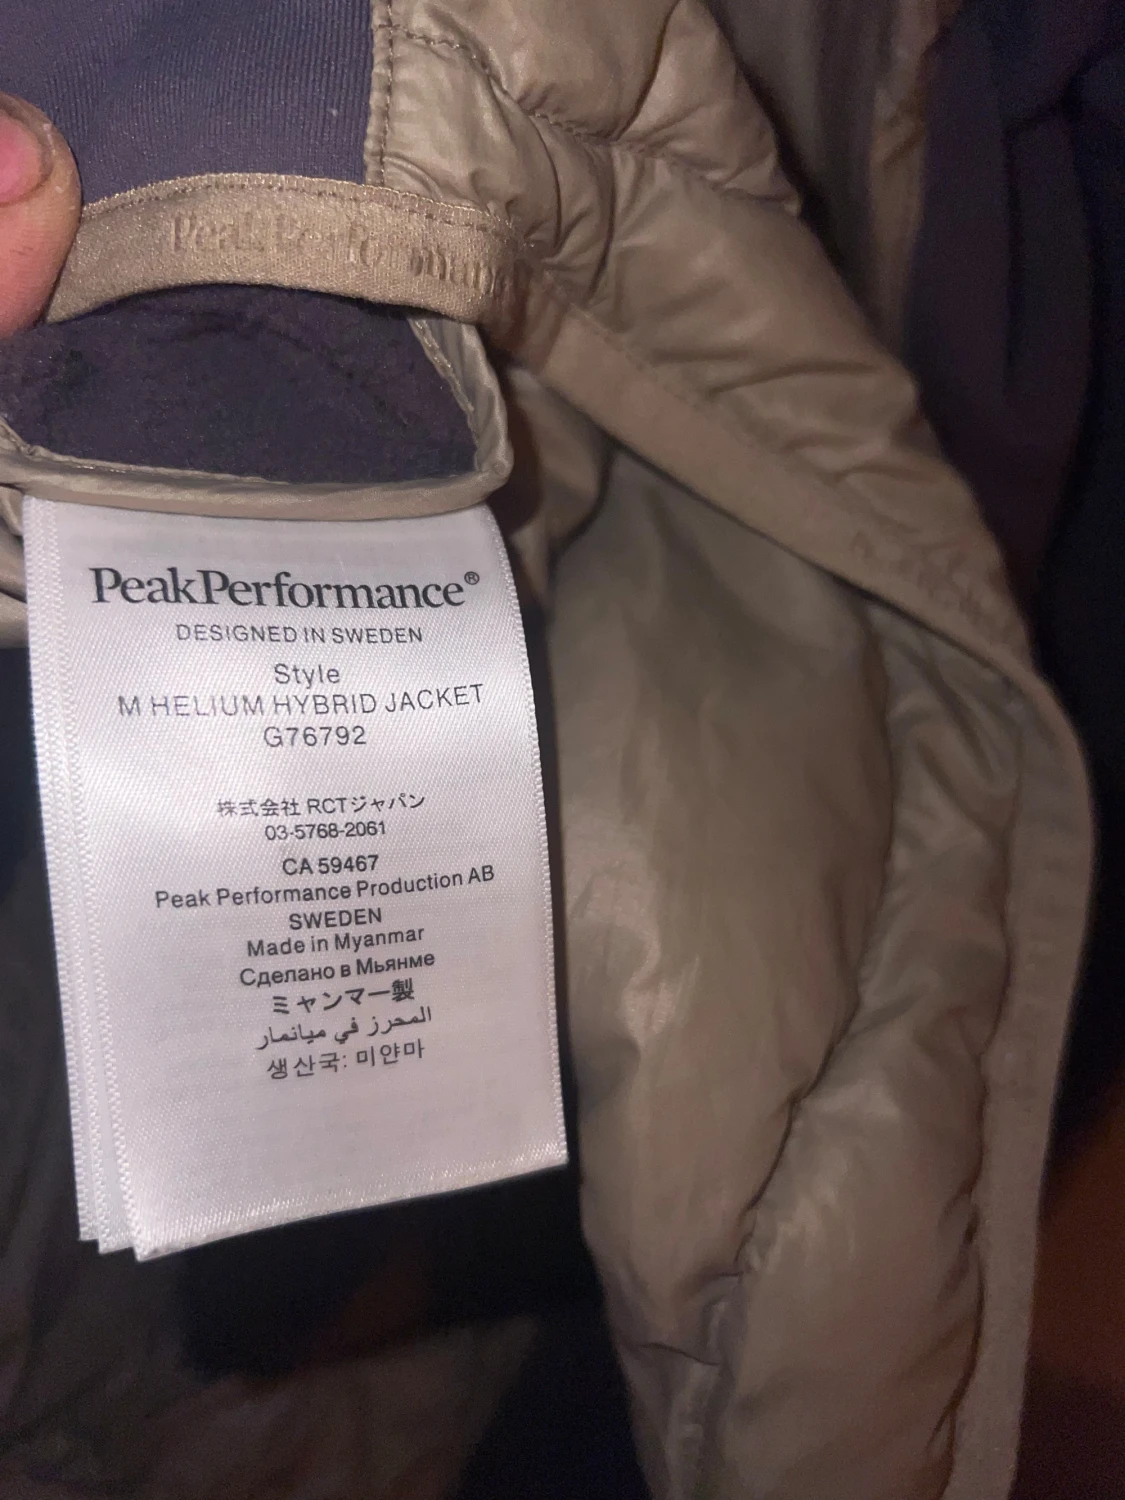 Peak Performance
PeakPerformance®
DESIGNED IN SWEDEN
Style
M HELIUM HYBRID JACKET
G76792
株式会社 RCTジャパン
03-5768-2061
CA 59467
Peak Performance Production AB
SWEDEN
Made in Myanmar
Сделано в Мьянме
ミャンマー製
المحرز في ميانمار
생산국: 미얀마